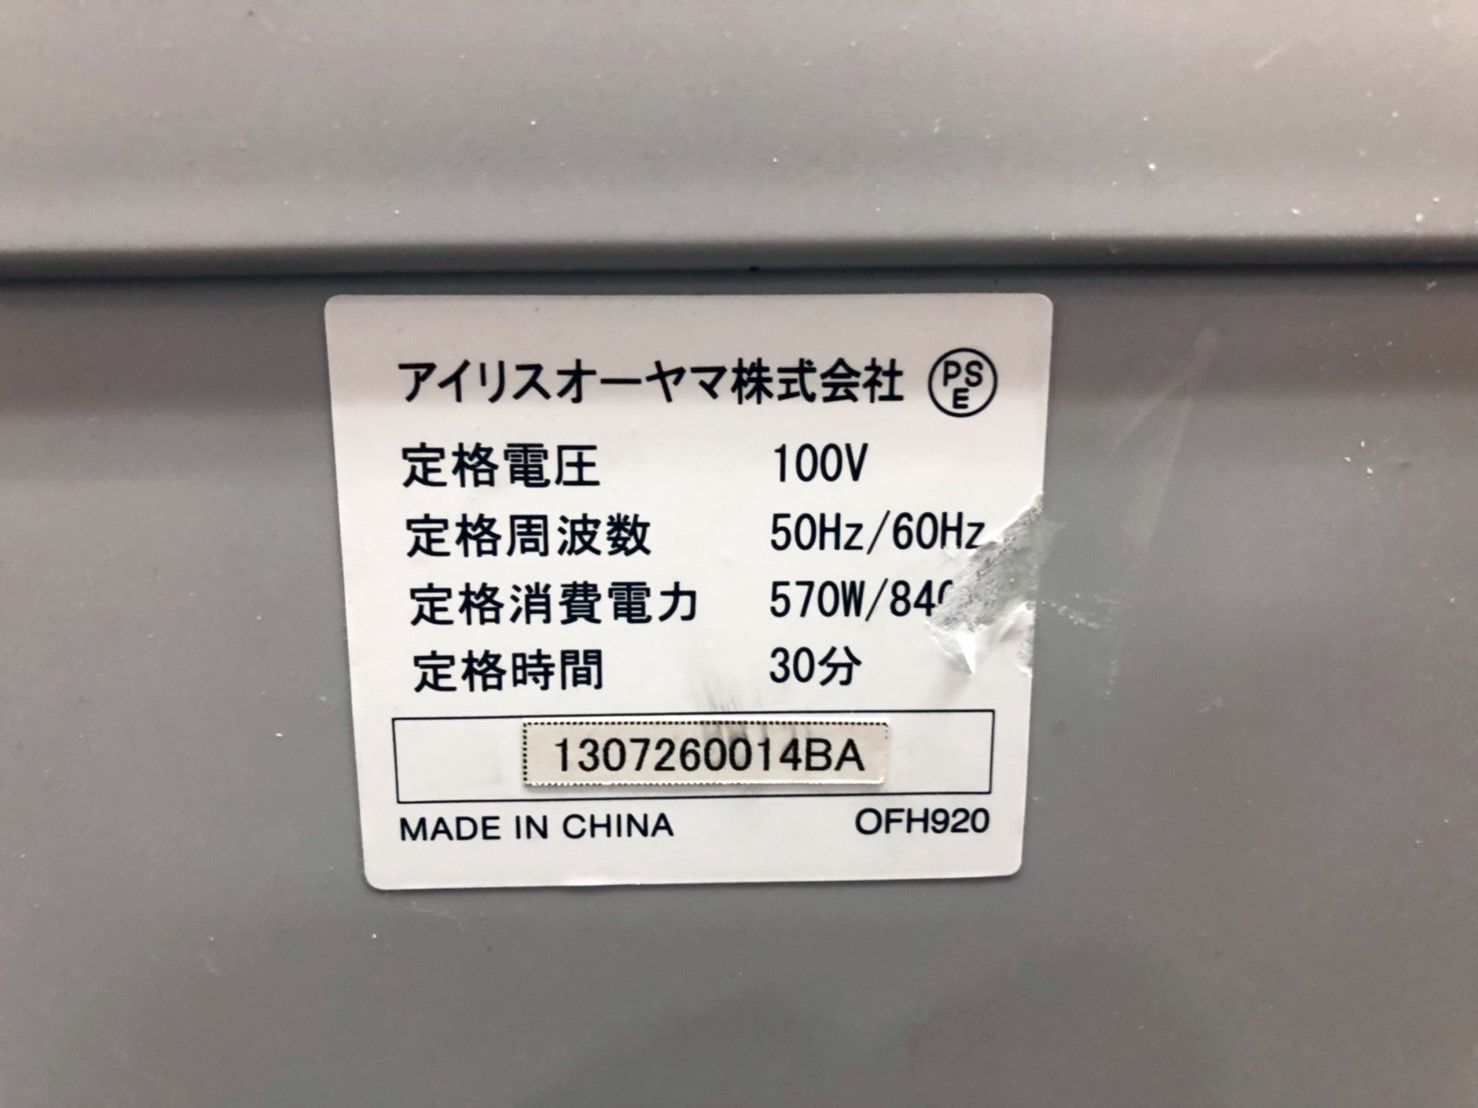 アイリスオーヤマ株式会社 PSE
定格電圧 100V
定格周波数 50Hz/60Hz
定格消費電力 570W/840
定格時間 30分
1307260014BA
MADE IN CHINA OFH920